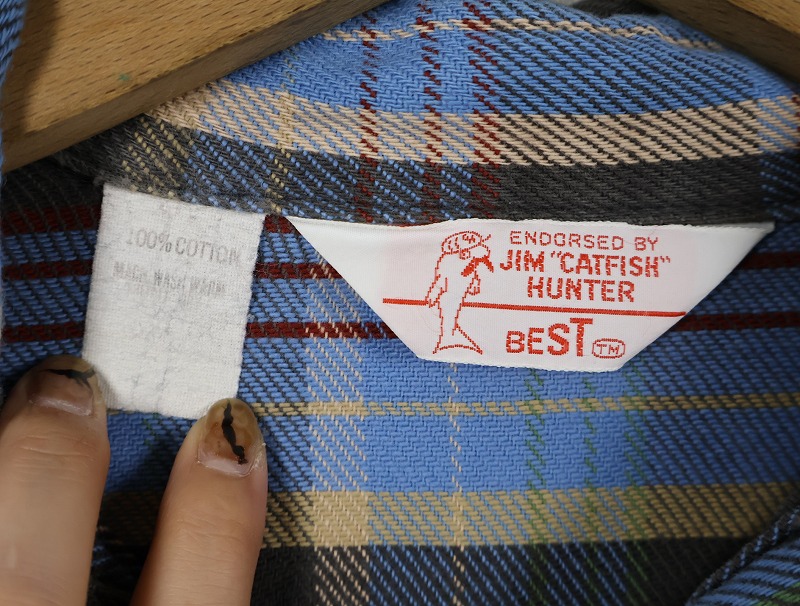 100% COTTON
MACH. WASH WARM
ENDORSED BY
JIM "CATFISH"
HUNTER
BEST TM